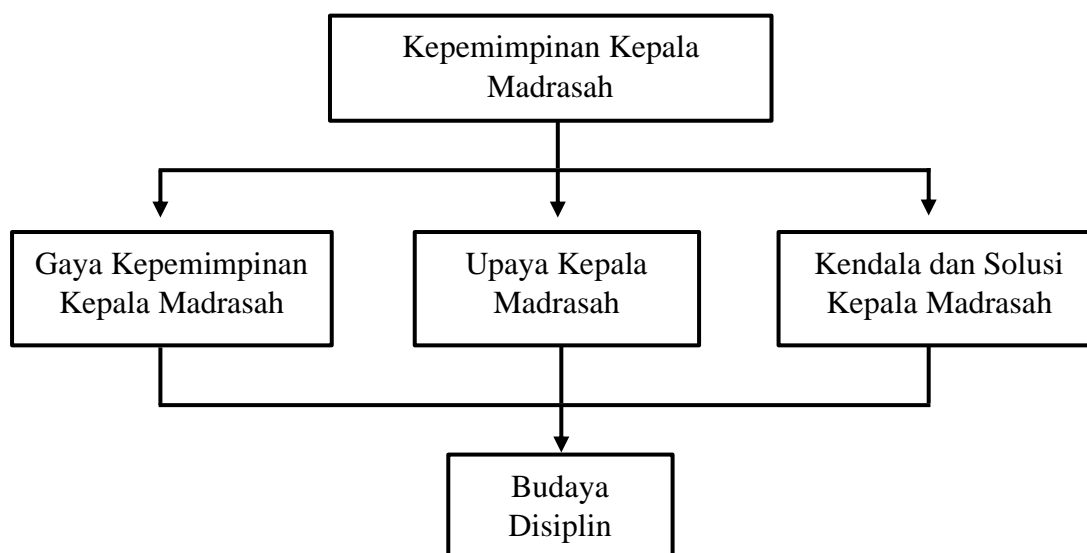 Kepemimpinan Kepala
Madrasah
Gaya Kepemimpinan
Kepala Madrasah
Upaya Kepala
Madrasah
Kendala dan Solusi
Kepala Madrasah
Budaya
Disiplin